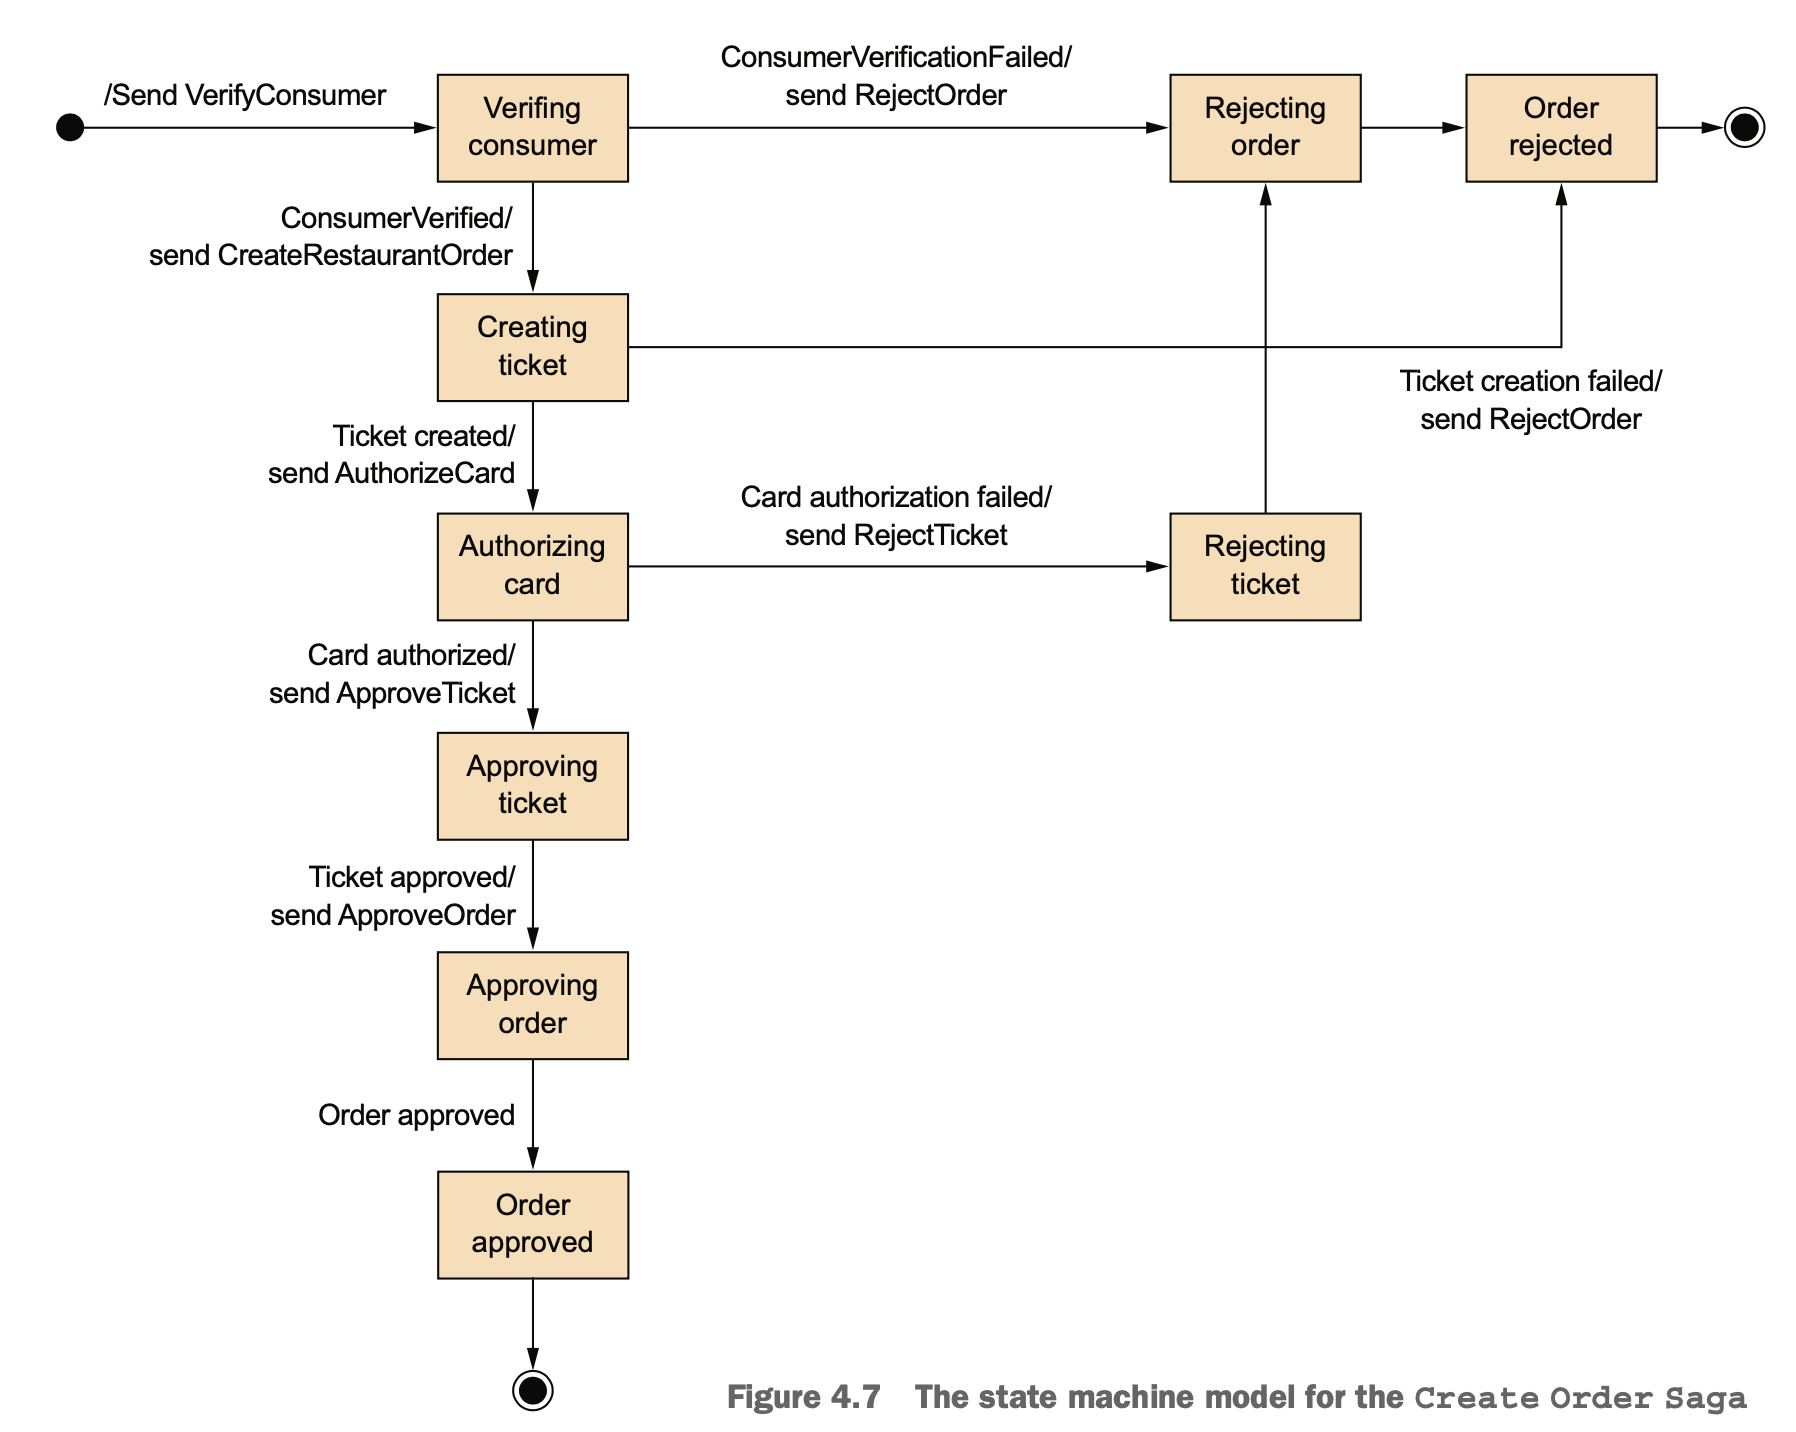 /Send VerifyConsumer
Verifing
consumer
ConsumerVerificationFailed/
send RejectOrder
Rejecting
order
Order
rejected
ConsumerVerified/
send CreateRestaurantOrder
Creating
ticket
Ticket creation failed/
send RejectOrder
Ticket created/
send AuthorizeCard
Authorizing
card
Card authorization failed/
send RejectTicket
Rejecting
ticket
Card authorized/
send ApproveTicket
Approving
ticket
Ticket approved/
send ApproveOrder
Approving
order
Order approved
Order
approved
Figure 4.7 The state machine model for the Create Order Saga